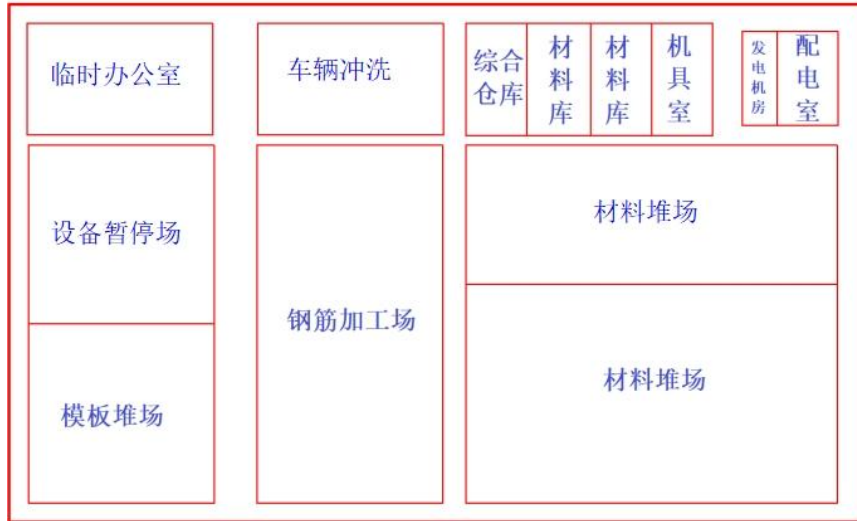 临时办公室
车辆冲洗
综合
仓库
材料库
材料库
机具室
发电机房
配电室
设备暂停场
材料堆场
钢筋加工场
模板堆场
材料堆场